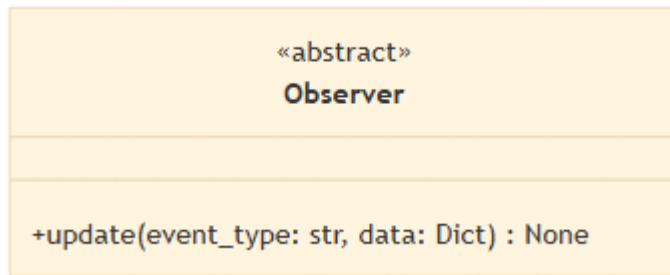 «abstract»
Observer
+update(event_type: str, data: Dict) : None